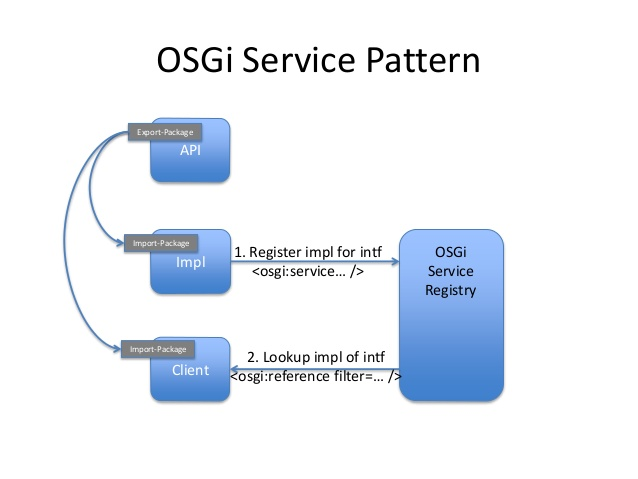 OSGi Service Pattern
Export-Package
API
Import-Package
Impl
1. Register impl for intf
<osgi:service… />
OSGi
Service
Registry
Import-Package
Client
2. Lookup impl of intf
<osgi:reference filter=… />